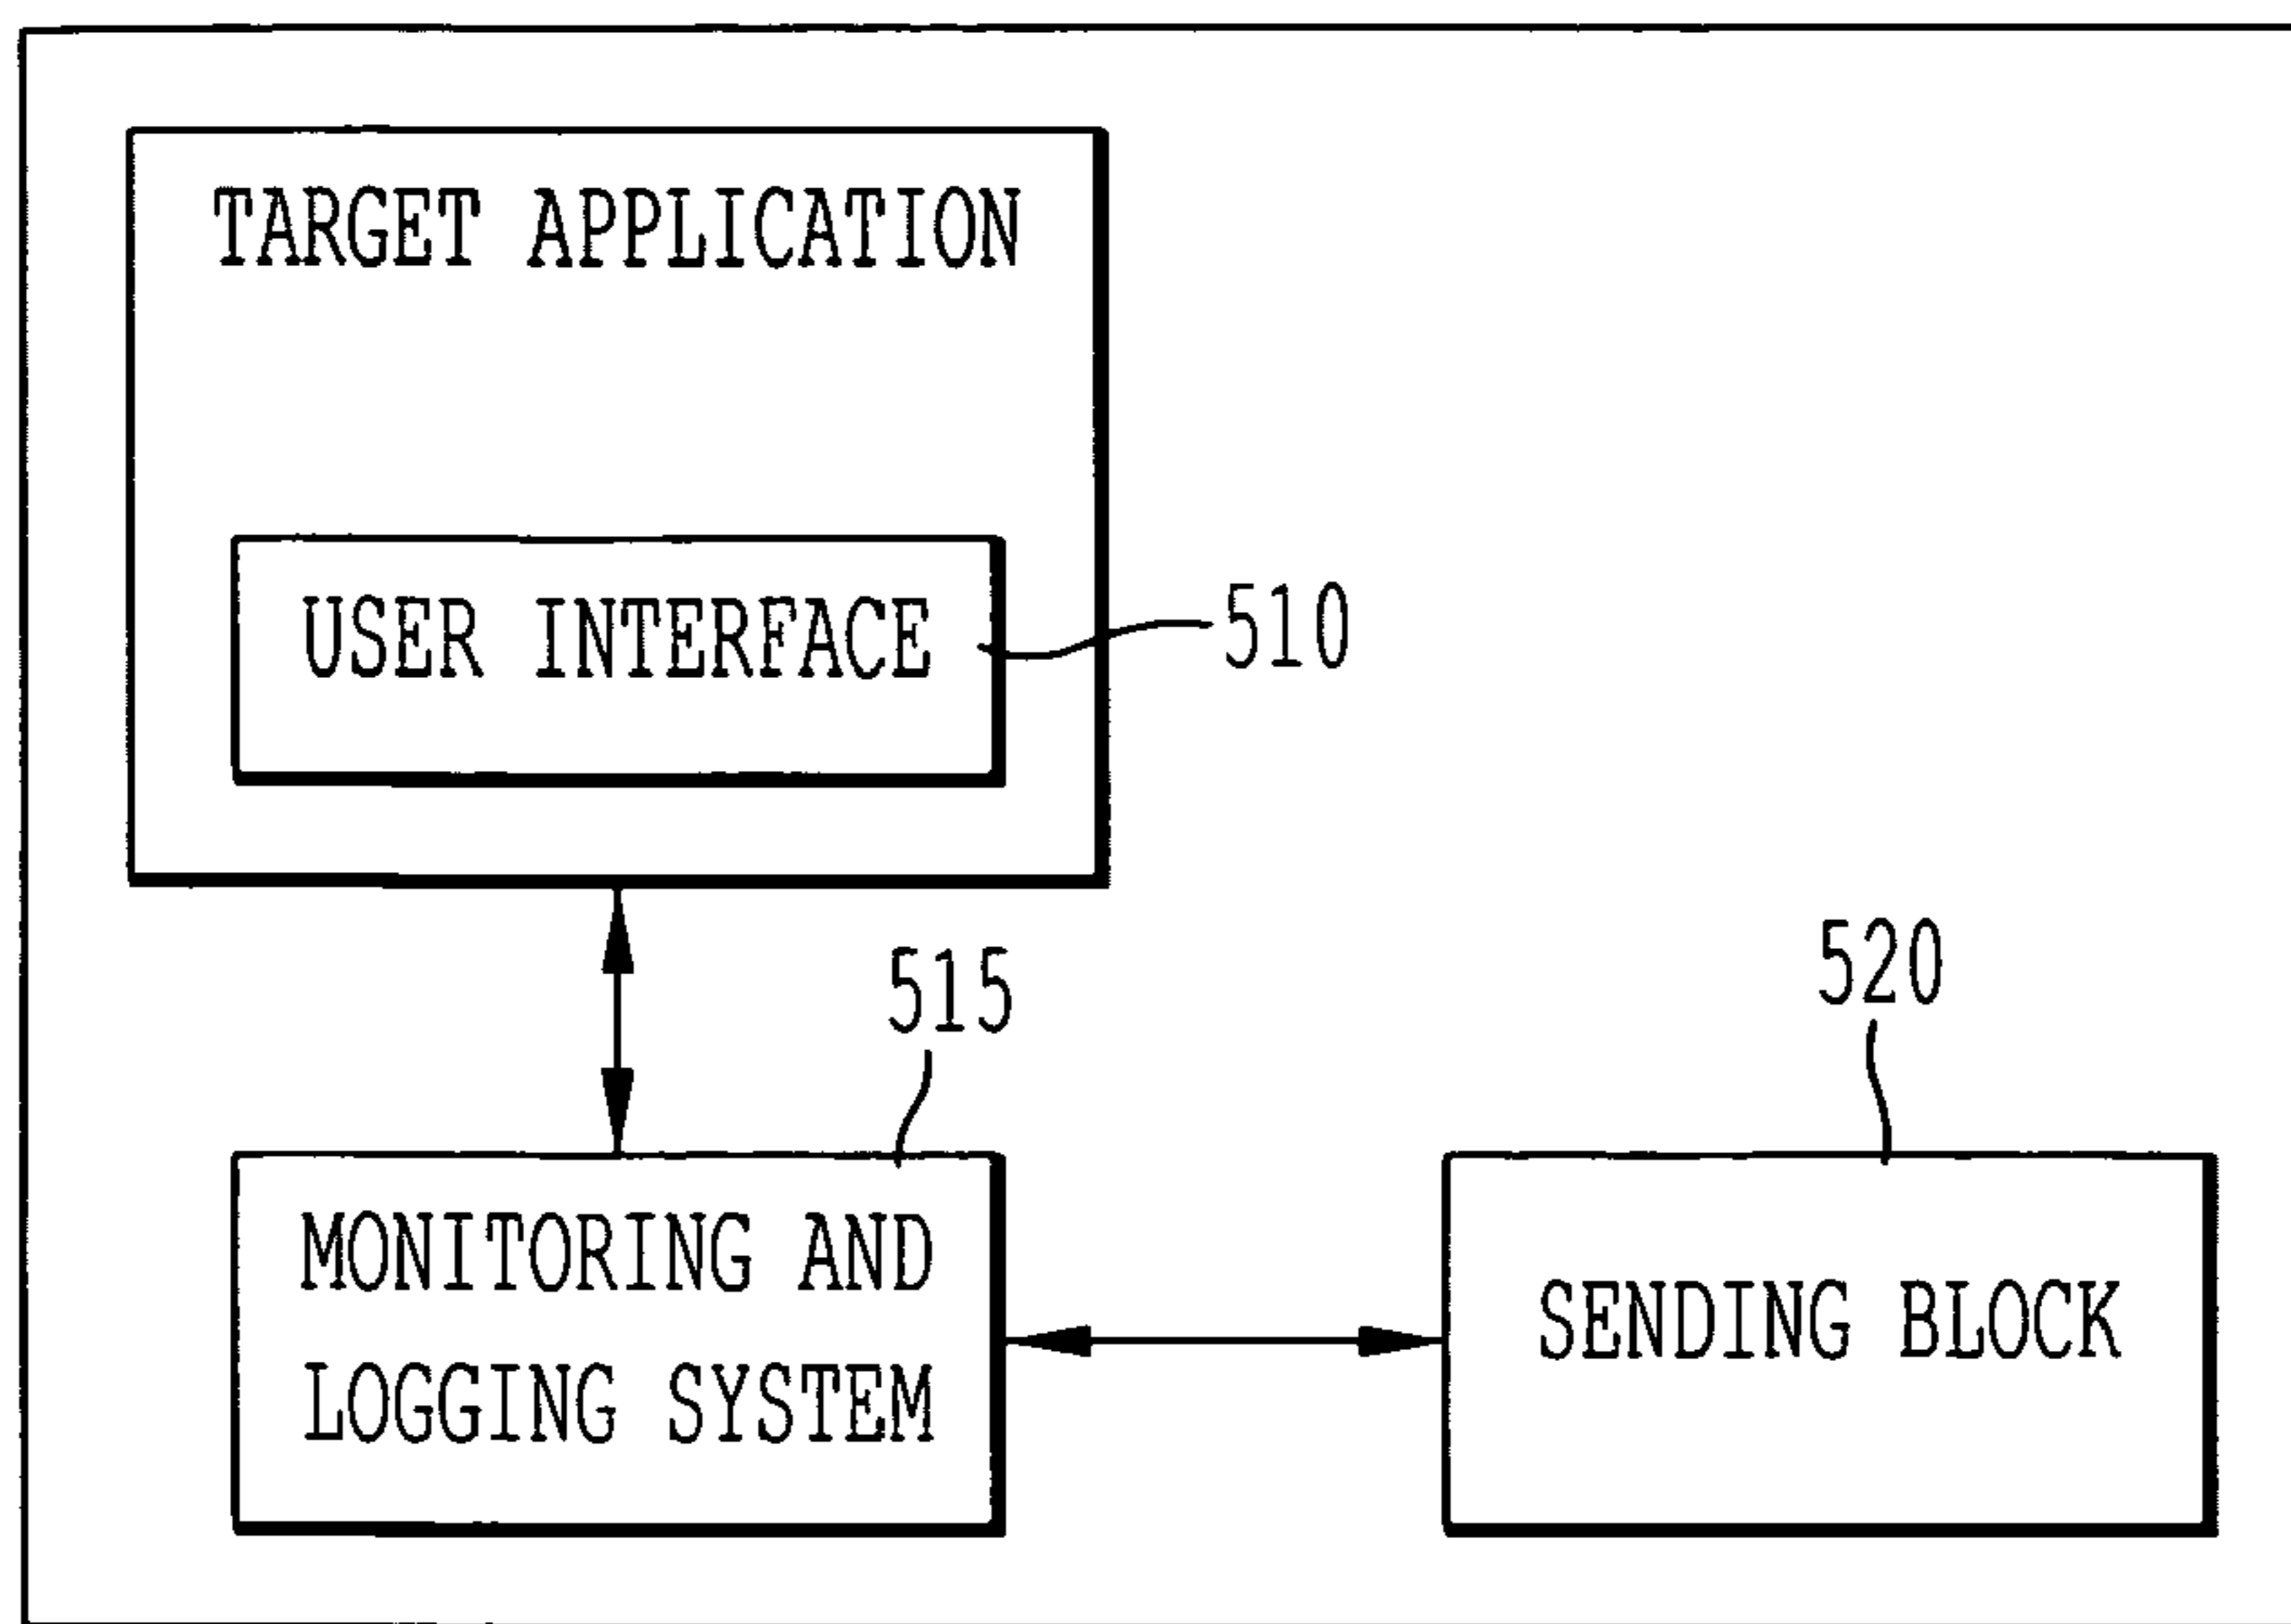 TARGET APPLICATION
USER INTERFACE
510
515
520
MONITORING AND
LOGGING SYSTEM
SENDING BLOCK